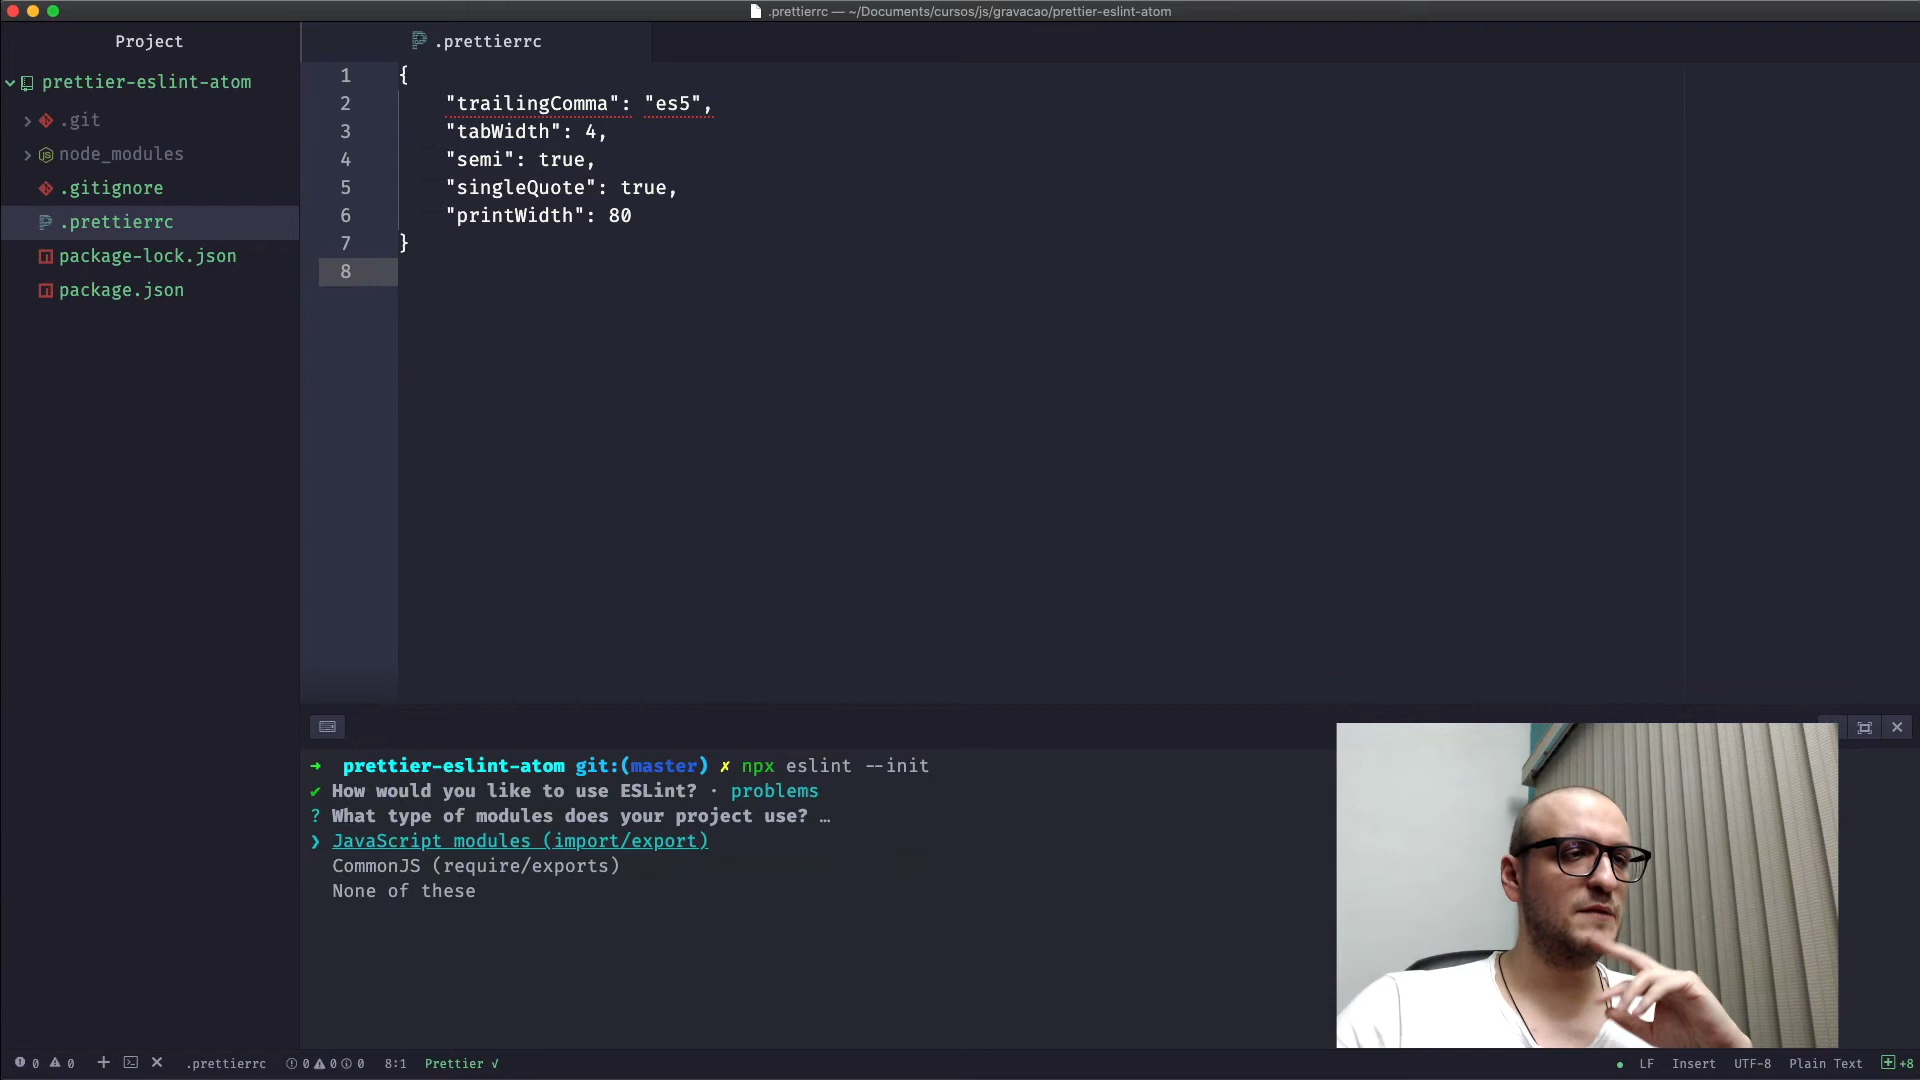 .prettierrc — ~/Documents/cursos/js/gravacao/prettier-eslint-atom
Project
prettier-eslint-atom
.git
node_modules
.gitignore
.prettierrc
package-lock.json
package.json
.prettierrc
1 {
2 "trailingComma": "es5",
3 "tabWidth": 4,
4 "semi": true,
5 "singleQuote": true,
6 "printWidth": 80
7 }
8
➜ prettier-eslint-atom git:(master) ✗ npx eslint --init
✔ How would you like to use ESLint? · problems
? What type of modules does your project use? …
❯ JavaScript modules (import/export)
CommonJS (require/exports)
None of these
0 0 .prettierrc 0 0 0 8:1 Prettier ✓ LF Insert UTF-8 Plain Text +8